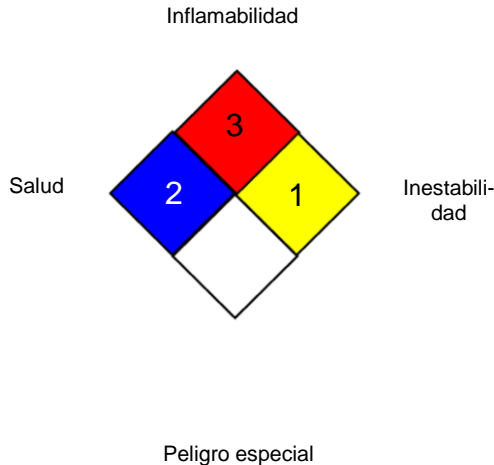 Inflamabilidad
3
Salud
2
1
Inestabili-
dad
Peligro especial